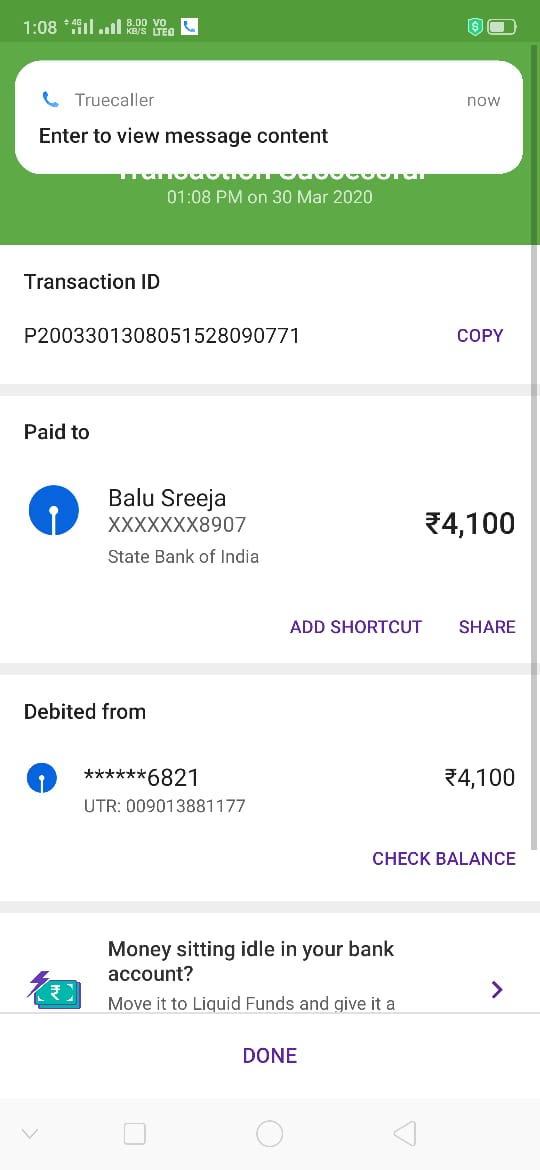 1:08 4G 8.00 KB/S VO LTE
Truecaller now
Enter to view message content
Transaction Successful
01:08 PM on 30 Mar 2020
Transaction ID
P2003301308051528090771 COPY
Paid to
Balu Sreeja
XXXXXXX8907
₹4,100
State Bank of India
ADD SHORTCUT SHARE
Debited from
******6821 ₹4,100
UTR: 009013881177
CHECK BALANCE
Money sitting idle in your bank
account?
Move it to Liquid Funds and give it a
DONE